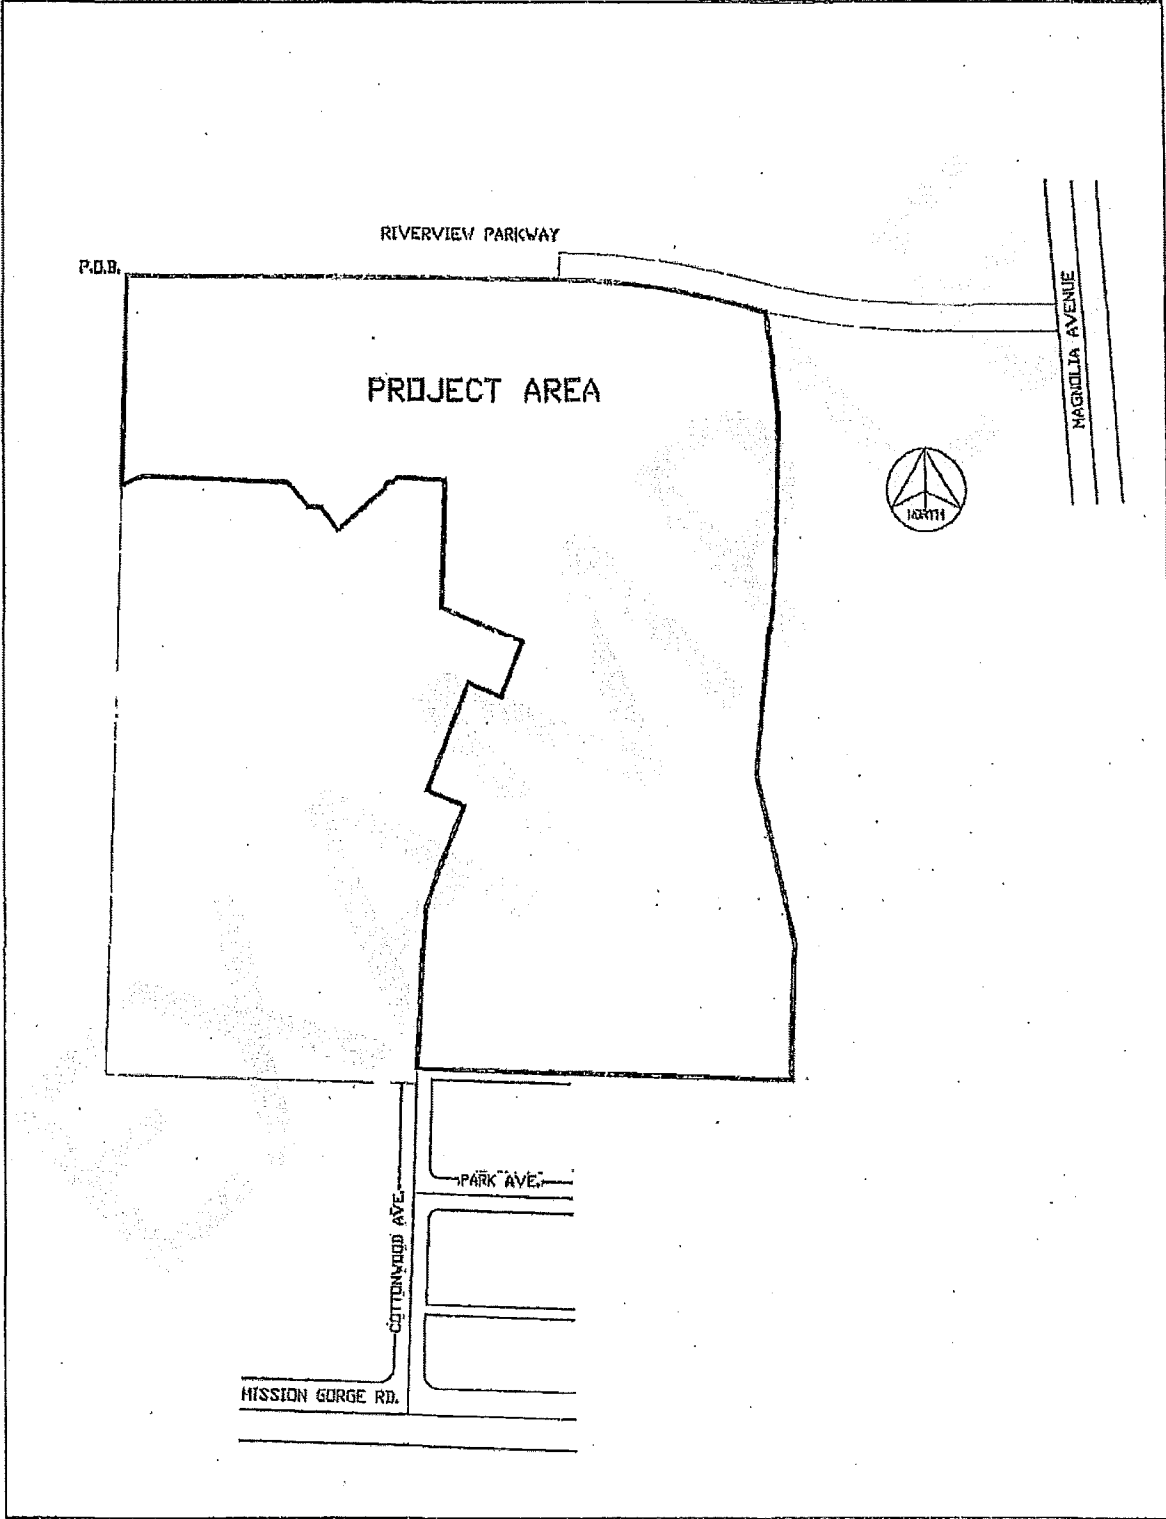 RIVERVIEW PARKWAY
P.O.B.
MAGNOLIA AVENUE
PROJECT AREA
NORTH
PARK AVE.
COTTONWOOD AVE.
MISSION GORGE RD.